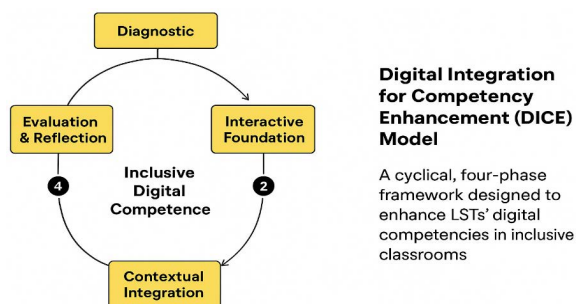 Diagnostic
Evaluation
& Reflection
Interactive
Foundation
4
Inclusive
Digital
Competence
2
Contextual
Integration
Digital Integration
for Competency
Enhancement (DICE)
Model
A cyclical, four-phase
framework designed to
enhance LSTs' digital
competencies in inclusive
classrooms